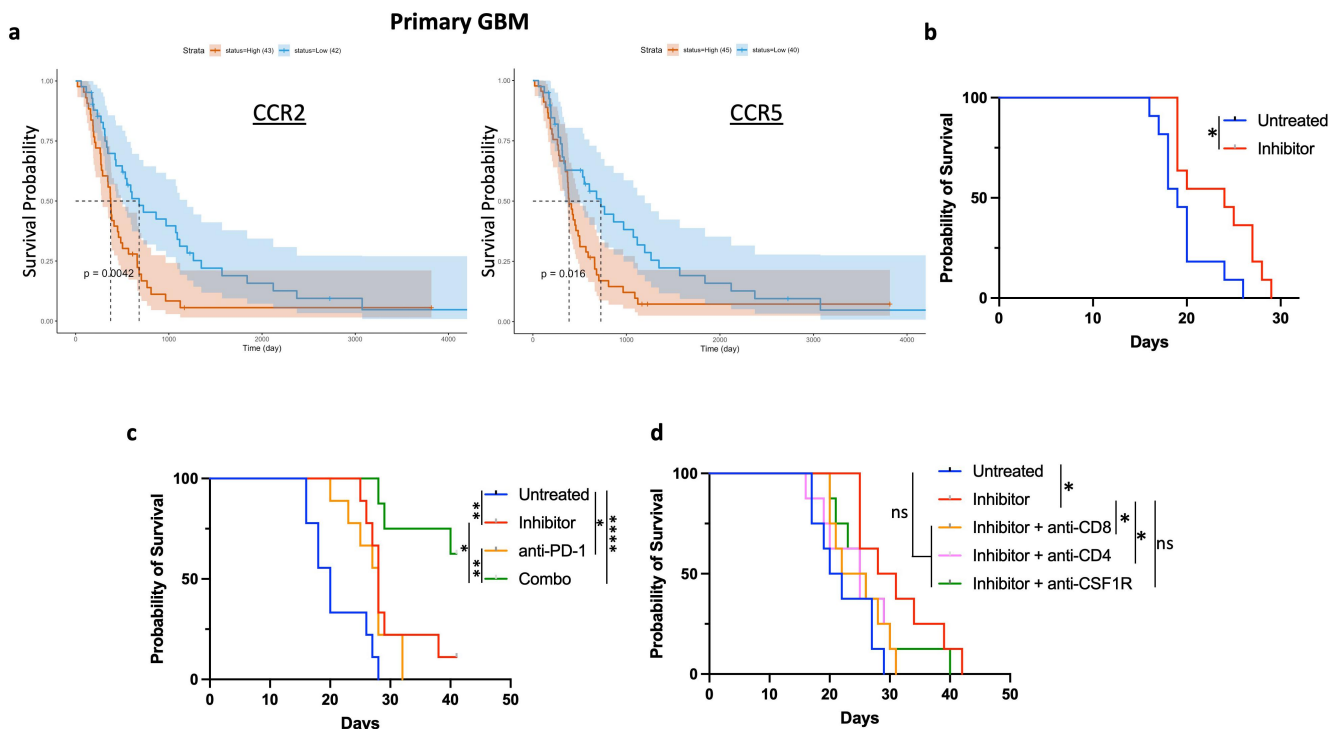 Primary GBM
a
Strata status=High (43) status=Low (42)
CCR2
Survival Probability
1.00
0.75
0.50
0.25
0.00
p = 0.0042
0
1000
2000
3000
4000
Time (day)
Strata status=High (45) status=Low (40)
CCR5
Survival Probability
1.00
0.75
0.50
0.25
0.00
p = 0.016
0
1000
2000
3000
4000
Time (day)
b
Probability of Survival
100
50
0
0
10
20
30
Days
*
Untreated
Inhibitor
c
Probability of Survival
100
50
0
0
10
20
30
40
50
Days
Untreated
Inhibitor
anti-PD-1
Combo
**
*
**
*
****
d
Probability of Survival
100
50
0
0
10
20
30
40
50
Days
ns
Untreated
Inhibitor
Inhibitor + anti-CD8
Inhibitor + anti-CD4
Inhibitor + anti-CSF1R
*
*
*
ns